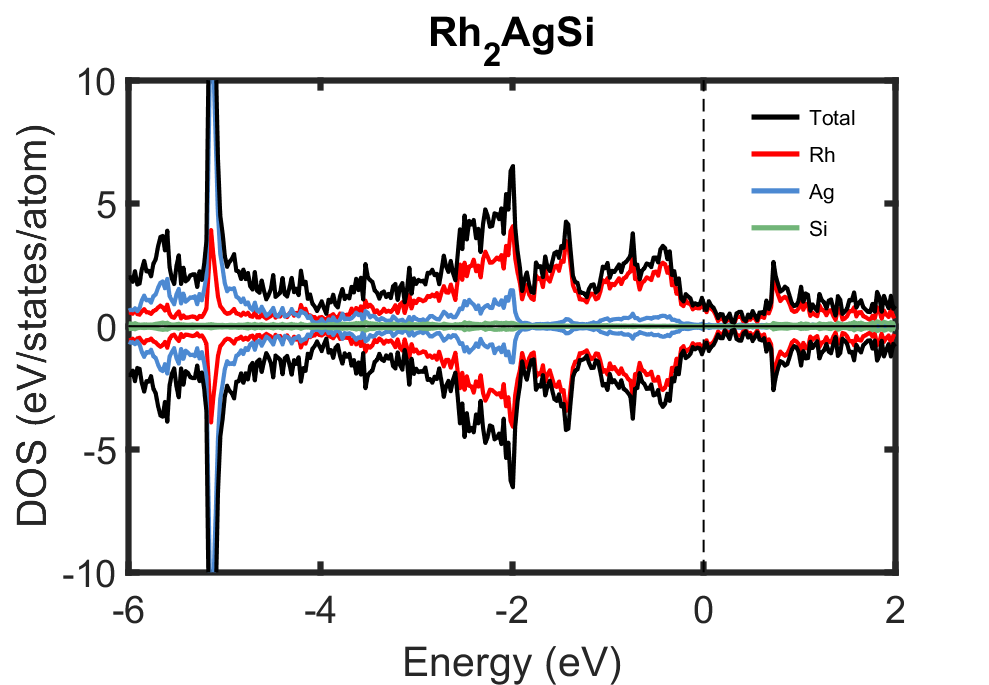 Rh2AgSi
10
5
0
-5
-10
DOS (eV/states/atom)
Total
Rh
Ag
Si
-6
-4
-2
0
2
Energy (eV)